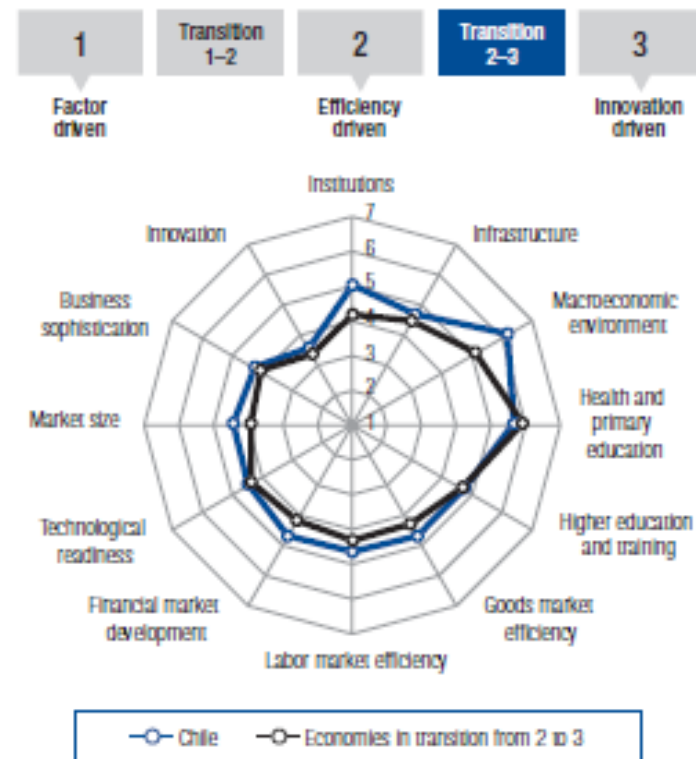 1
Transition
1–2
2
Transition
2–3
3
Factor
driven
Efficiency
driven
Innovation
driven
Institutions
7
6
5
4
3
2
1
Innovation
Infrastructure
Business
sophistication
Macroeconomic
environment
Market size
Health and
primary
education
Technological
readiness
Higher education
and training
Financial market
development
Goods market
efficiency
Labor market efficiency
Chile
Economies in transition from 2 to 3